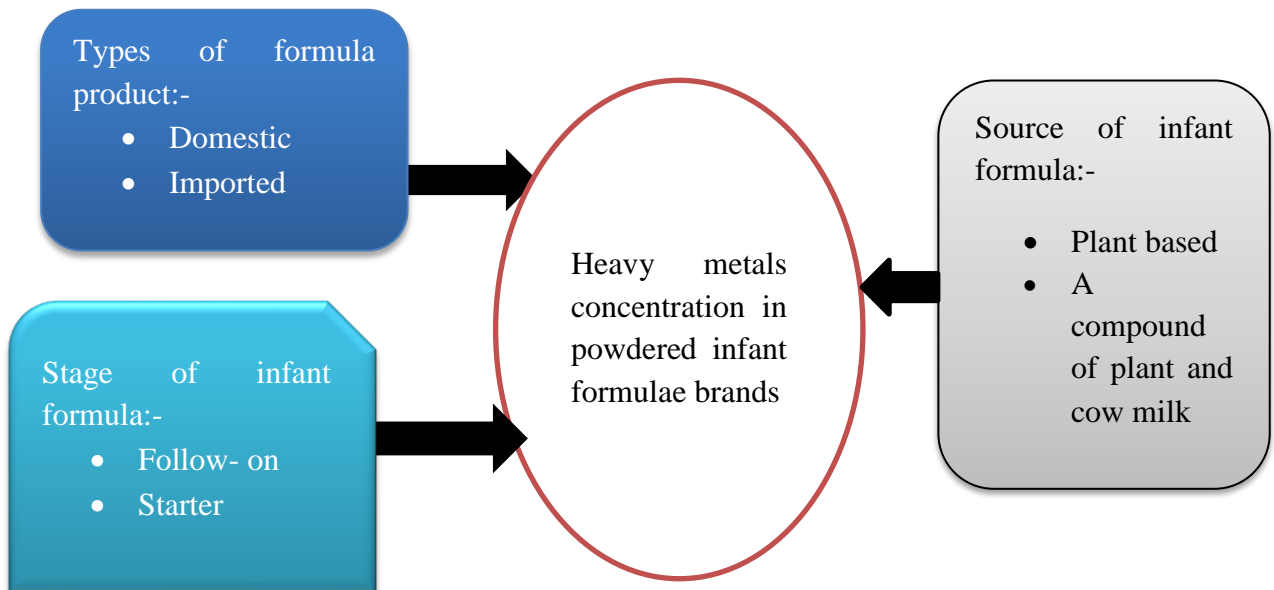 Types of formula
product:-
• Domestic
• Imported
Stage of infant
formula:-
• Follow- on
• Starter
Heavy metals
concentration in
powdered infant
formulae brands
Source of infant
formula:-
• Plant based
• A
compound
of plant and
cow milk